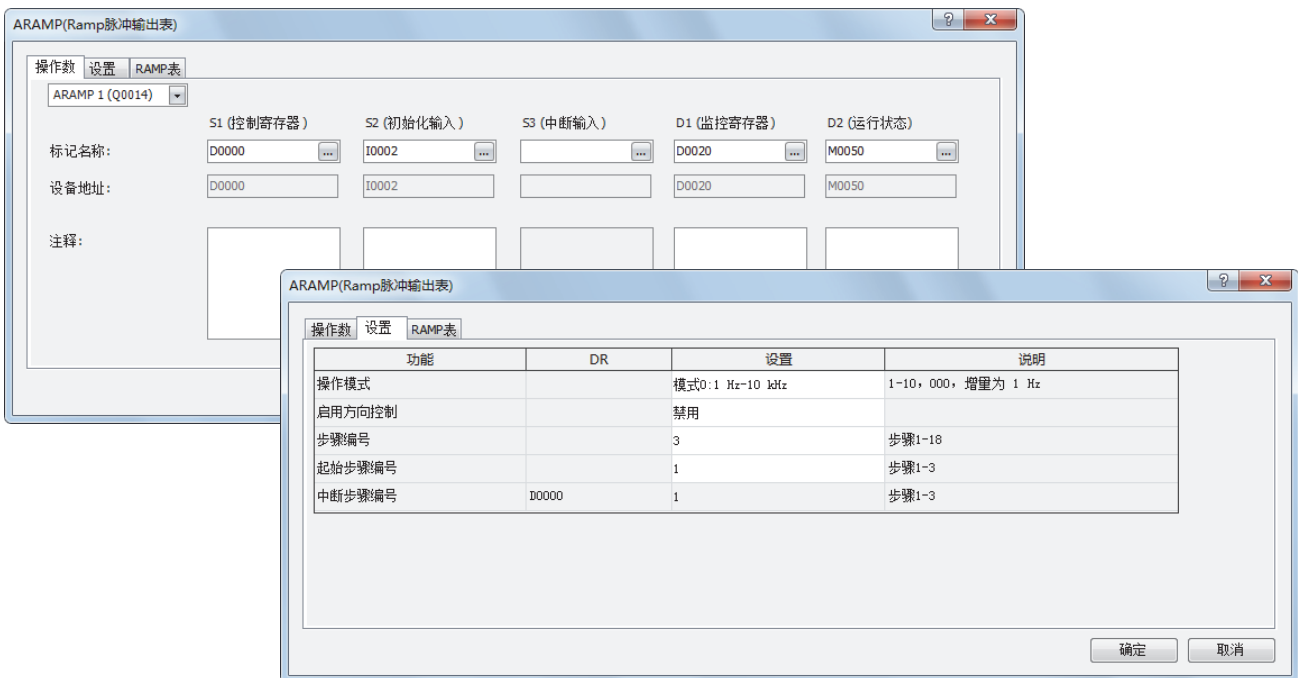 ARAMP(Ramp脉冲输出表)
操作数 设置 RAMP表
ARAMP 1 (Q0014)
S1 (控制寄存器) S2 (初始化输入) S3 (中断输入) D1 (监控寄存器) D2 (运行状态)
标记名称: D0000 ... I0002 ... ... D0020 ... M0050 ...
设备地址: D0000 I0002 D0020 M0050
注释:
ARAMP(Ramp脉冲输出表)
操作数 设置 RAMP表
功能 DR 设置 说明
操作模式 模式0:1 Hz-10 kHz 1-10，000，增量为 1 Hz
启用方向控制 禁用
步骤编号 3 步骤1-18
起始步骤编号 1 步骤1-3
中断步骤编号 D0000 1 步骤1-3
确定 取消